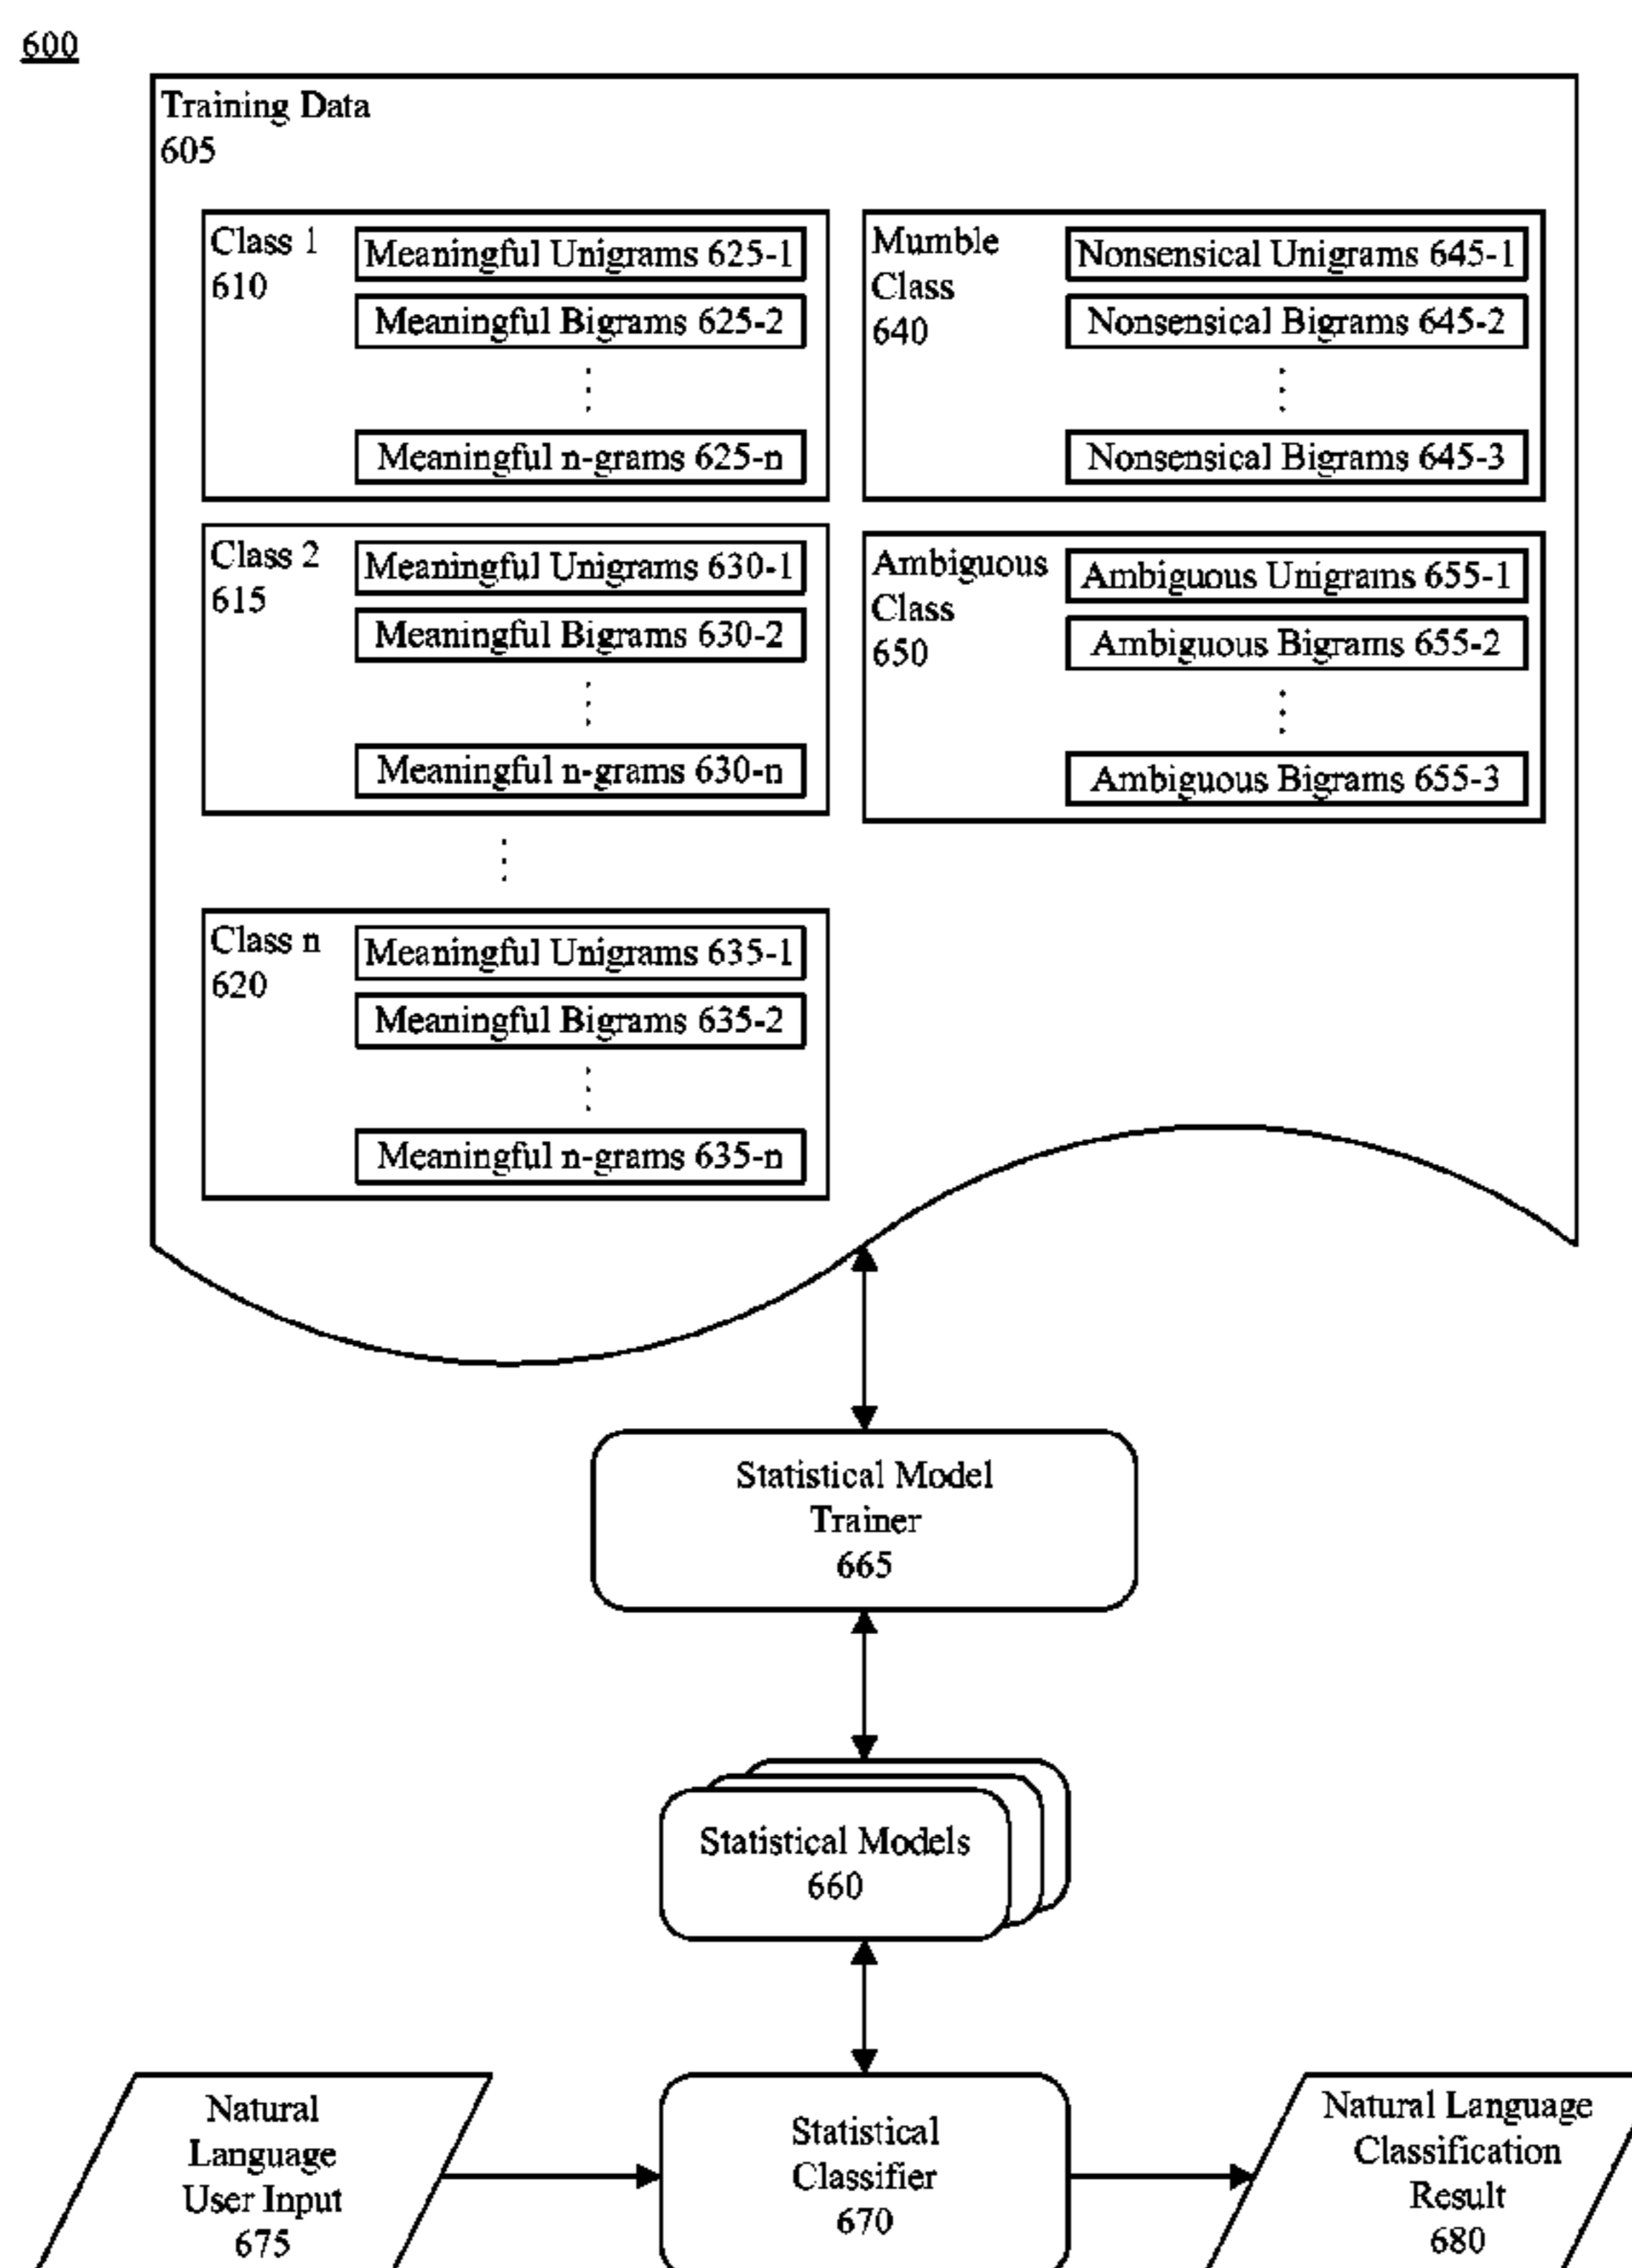 600
Training Data
605
Class 1
610
Meaningful Unigrams 625-1
Meaningful Bigrams 625-2
Meaningful n-grams 625-n
Mumble
Class
640
Nonsensical Unigrams 645-1
Nonsensical Bigrams 645-2
Nonsensical Bigrams 645-3
Class 2
615
Meaningful Unigrams 630-1
Meaningful Bigrams 630-2
Meaningful n-grams 630-n
Ambiguous
Class
650
Ambiguous Unigrams 655-1
Ambiguous Bigrams 655-2
Ambiguous Bigrams 655-3
Class n
620
Meaningful Unigrams 635-1
Meaningful Bigrams 635-2
Meaningful n-grams 635-n
Statistical Model
Trainer
665
Statistical Models
660
Natural
Language
User Input
675
Statistical
Classifier
670
Natural Language
Classification
Result
680